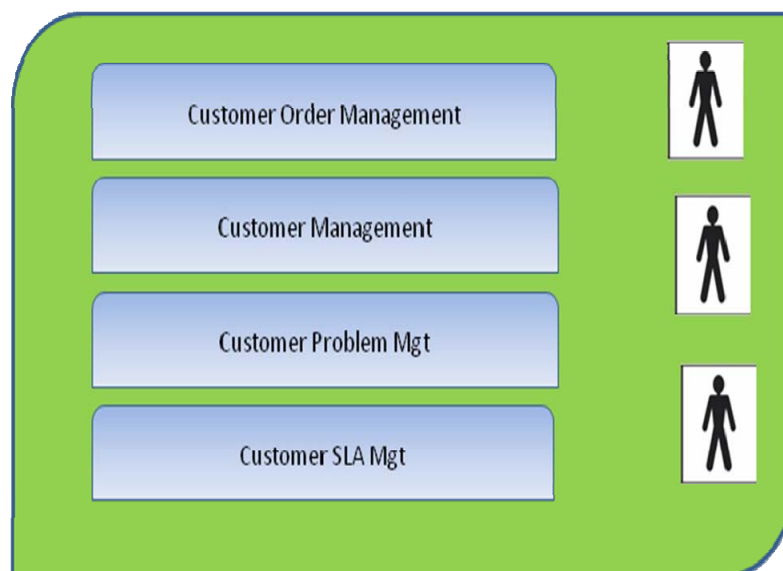 Customer Order Management
Customer Management
Customer Problem Mgt
Customer SLA Mgt